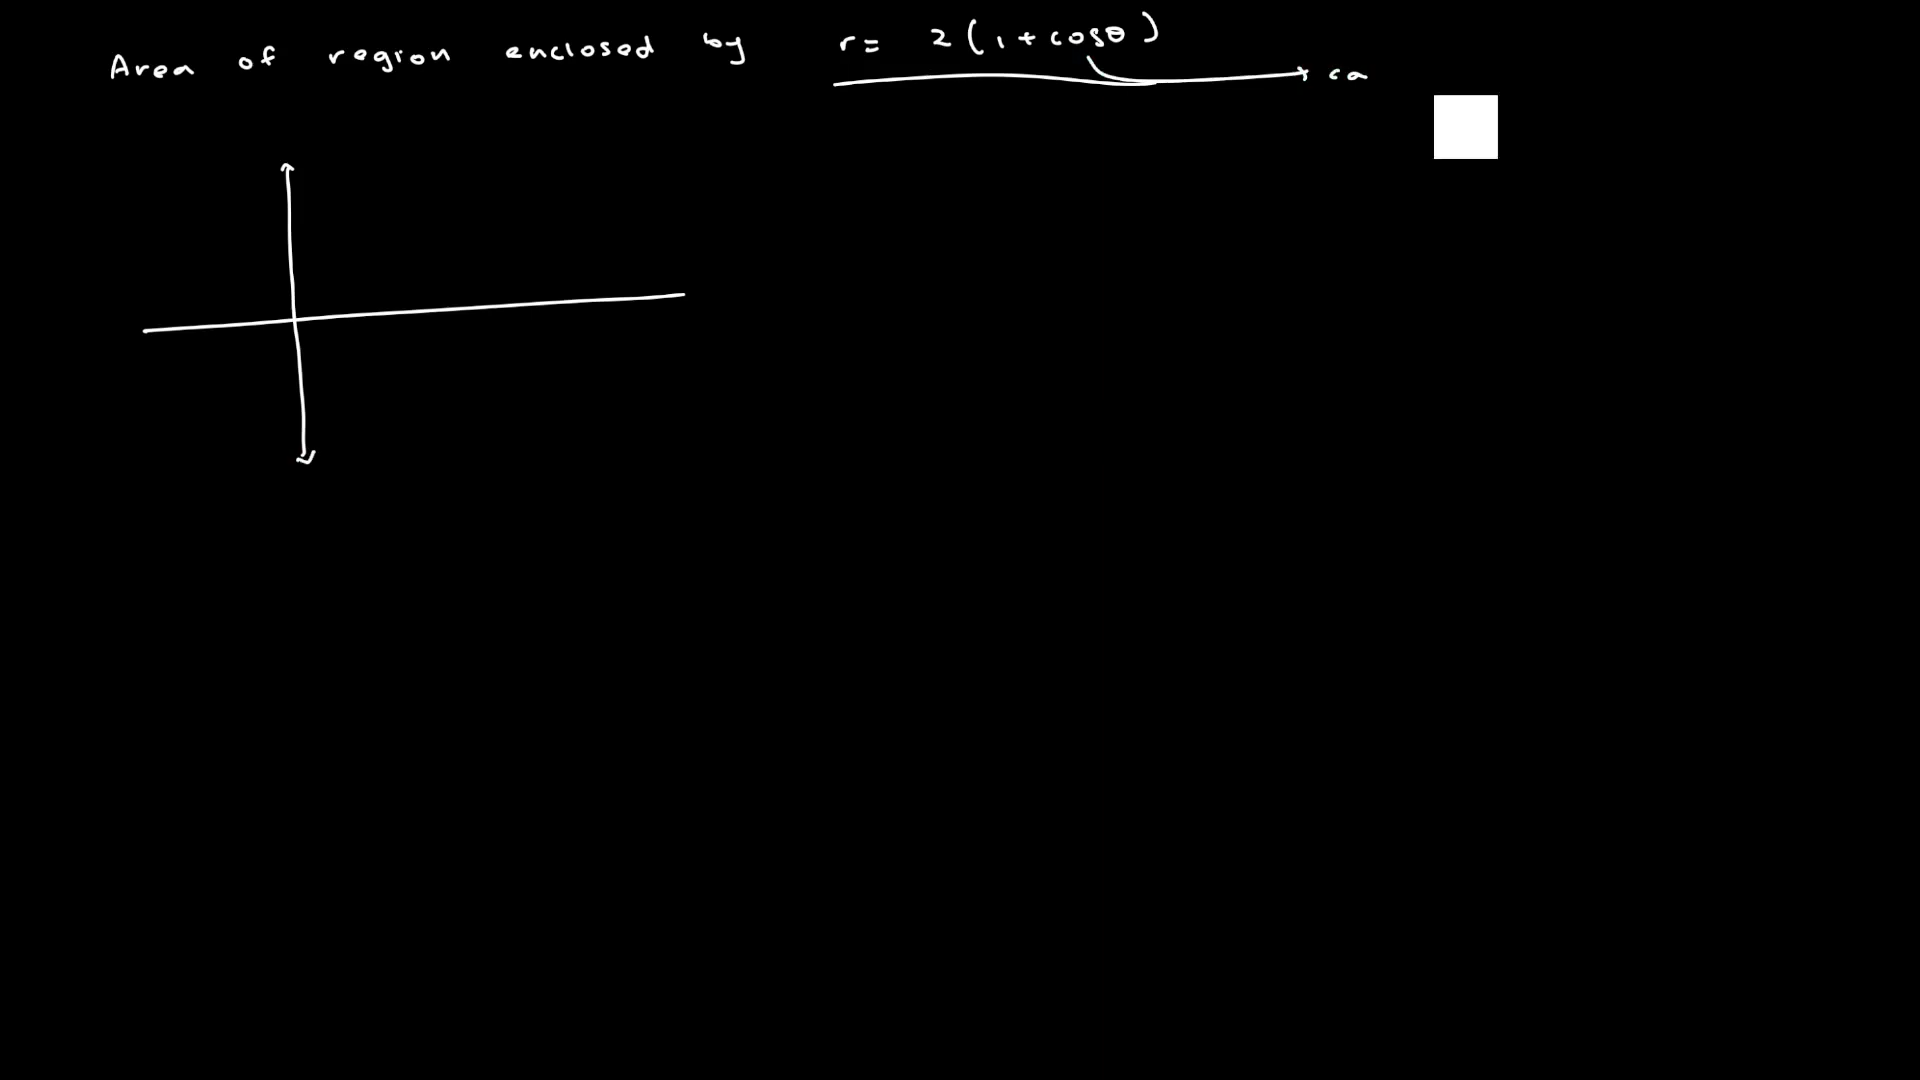 Area of region enclosed by r = 2(1+cosθ)
ca